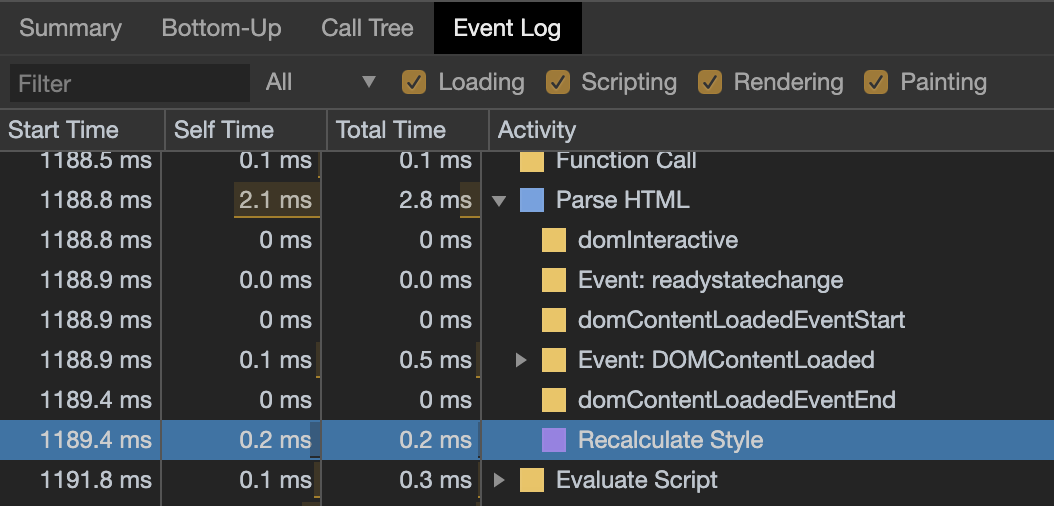 Summary Bottom-Up Call Tree Event Log
Filter All Loading Scripting Rendering Painting
Start Time Self Time Total Time Activity
1188.5 ms 0.1 ms 0.1 ms Function Call
1188.8 ms 2.1 ms 2.8 ms Parse HTML
1188.8 ms 0 ms 0 ms domInteractive
1188.9 ms 0.0 ms 0.0 ms Event: readystatechange
1188.9 ms 0 ms 0 ms domContentLoadedEventStart
1188.9 ms 0.1 ms 0.5 ms Event: DOMContentLoaded
1189.4 ms 0 ms 0 ms domContentLoadedEventEnd
1189.4 ms 0.2 ms 0.2 ms Recalculate Style
1191.8 ms 0.1 ms 0.3 ms Evaluate Script